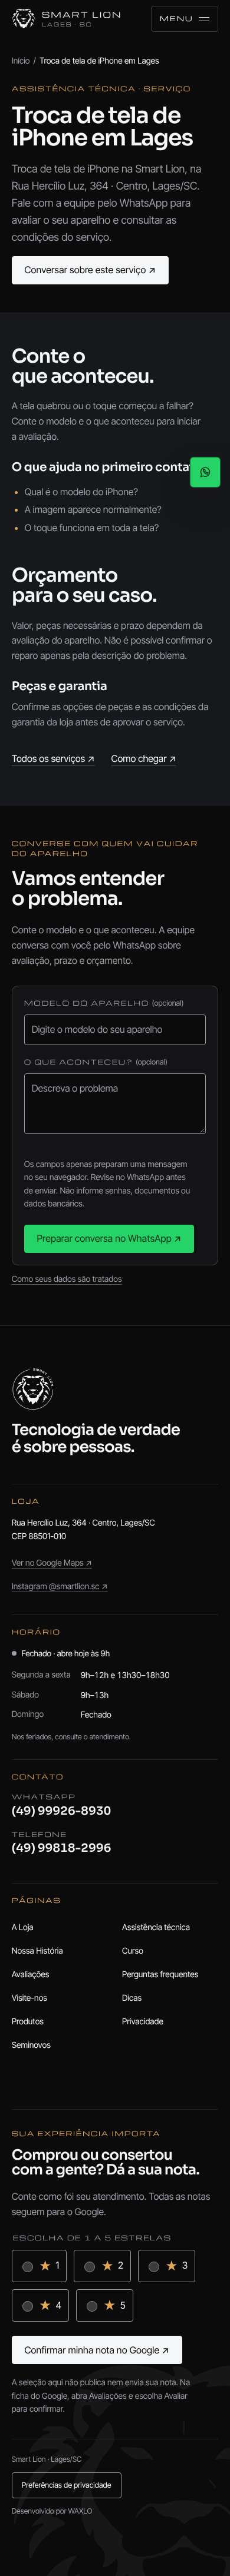 SMART LION
LAGES · SC
MENU
Início / Troca de tela de iPhone em Lages
ASSISTÊNCIA TÉCNICA · SERVIÇO
Troca de tela de
iPhone em Lages
Troca de tela de iPhone na Smart Lion, na
Rua Hercílio Luz, 364 · Centro, Lages/SC.
Fale com a equipe pelo WhatsApp para
avaliar o seu aparelho e consultar as
condições do serviço.
Conversar sobre este serviço ↗
Conte o
que aconteceu.
A tela quebrou ou o toque começou a falhar?
Conte o modelo e o que aconteceu para iniciar
a avaliação.
O que ajuda no primeiro conta
• Qual é o modelo do iPhone?
• A imagem aparece normalmente?
• O toque funciona em toda a tela?
Orçamento
para o seu caso.
Valor, peças necessárias e prazo dependem da
avaliação do aparelho. Não é possível confirmar o
reparo apenas pela descrição do problema.
Peças e garantia
Confirme as opções de peças e as condições da
garantia da loja antes de aprovar o serviço.
Todos os serviços ↗ Como chegar ↗
CONVERSE COM QUEM VAI CUIDAR
DO APARELHO
Vamos entender
o problema.
Conte o modelo e o que aconteceu. A equipe
conversa com você pelo WhatsApp sobre
avaliação, prazo e orçamento.
MODELO DO APARELHO (opcional)
Digite o modelo do seu aparelho
O QUE ACONTECEU? (opcional)
Descreva o problema
Os campos apenas preparam uma mensagem
no seu navegador. Revise no WhatsApp antes
de enviar. Não informe senhas, documentos ou
dados bancários.
Preparar conversa no WhatsApp ↗
Como seus dados são tratados
SMART LION
Tecnologia de verdade
é sobre pessoas.
LOJA
Rua Hercílio Luz, 364 · Centro, Lages/SC
CEP 88501-010
Ver no Google Maps ↗
Instagram @smartlion.sc ↗
HORÁRIO
Fechado · abre hoje às 9h
Segunda a sexta 9h–12h e 13h30–18h30
Sábado 9h–13h
Domingo Fechado
Nos feriados, consulte o atendimento.
CONTATO
WHATSAPP
(49) 99926-8930
TELEFONE
(49) 99818-2996
PÁGINAS
A Loja Assistência técnica
Nossa História Curso
Avaliações Perguntas frequentes
Visite-nos Dicas
Produtos Privacidade
Seminovos
SUA EXPERIÊNCIA IMPORTA
Comprou ou consertou
com a gente? Dá a sua nota.
Conte como foi seu atendimento. Todas as notas
seguem para o Google.
ESCOLHA DE 1 A 5 ESTRELAS
★ 1 ★ 2 ★ 3
★ 4 ★ 5
Confirmar minha nota no Google ↗
A seleção aqui não publica nem envia sua nota. Na
ficha do Google, abra Avaliações e escolha Avaliar
para confirmar.
Smart Lion · Lages/SC
Preferências de privacidade
Desenvolvido por WAXLO